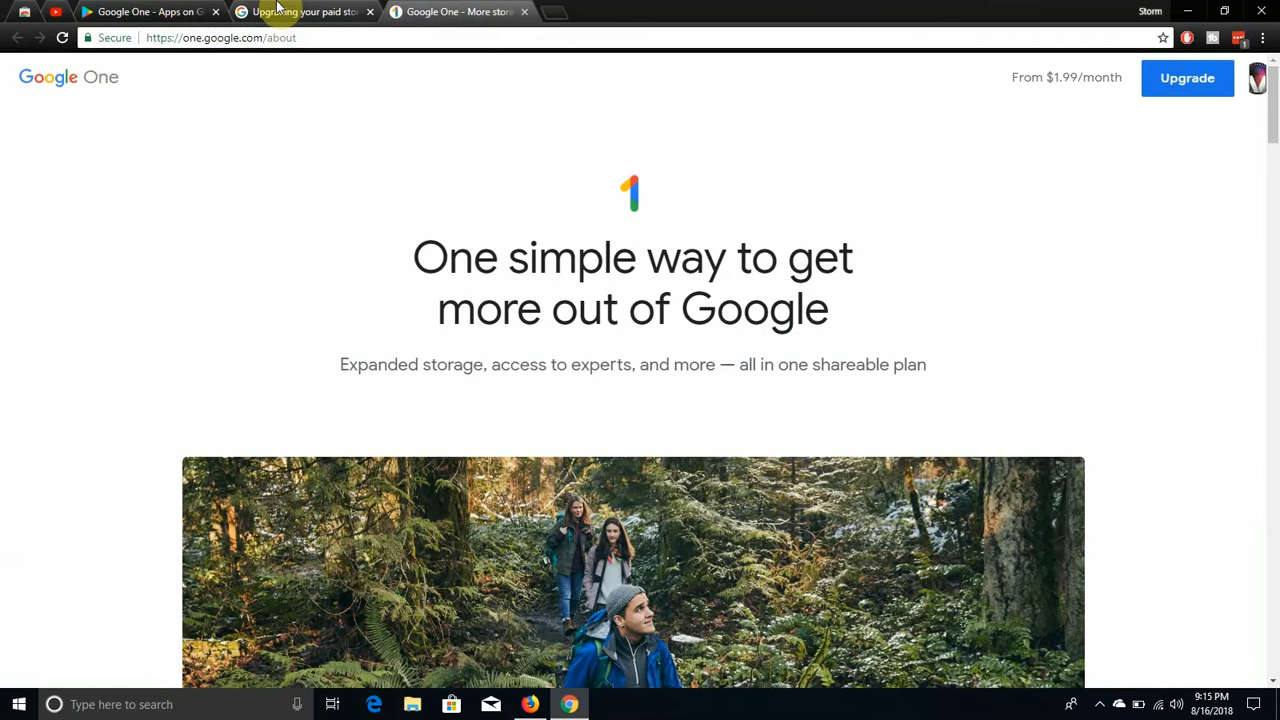 Google One - Apps on G
Upgrading your paid sto
Google One - More stora
Storm
Secure
https://one.google.com/about
Google One
From $1.99/month
Upgrade
One simple way to get
more out of Google
Expanded storage, access to experts, and more — all in one shareable plan
Type here to search
9:15 PM
8/16/2018